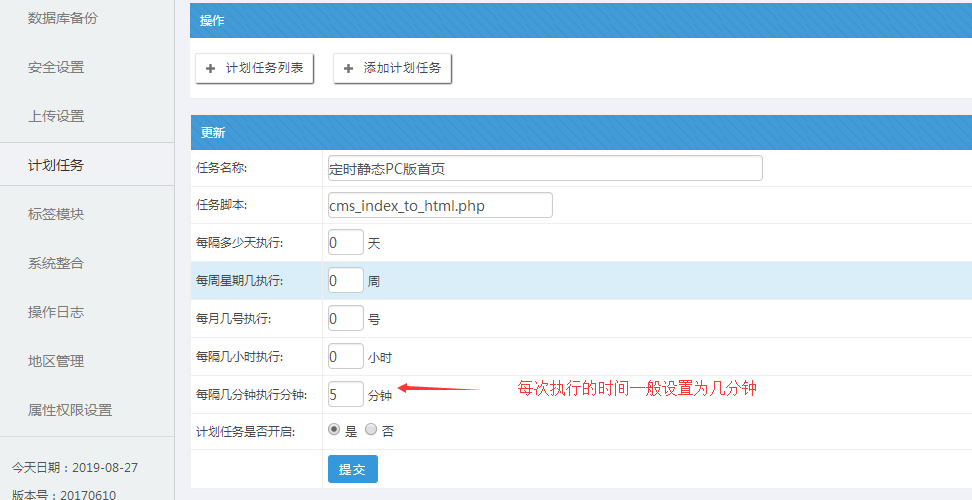 数据库备份
安全设置
上传设置
计划任务
标签模块
系统整合
操作日志
地区管理
属性权限设置
今天日期：2019-08-27
版本号：20170610
操作
+ 计划任务列表
+ 添加计划任务
更新
任务名称: 定时静态PC版首页
任务脚本: cms_index_to_html.php
每隔多少天执行: 0 天
每周星期几执行: 0 周
每月几号执行: 0 号
每隔几小时执行: 0 小时
每隔几分钟执行分钟: 5 分钟 每次执行的时间一般设置为几分钟
计划任务是否开启: 是 否
提交